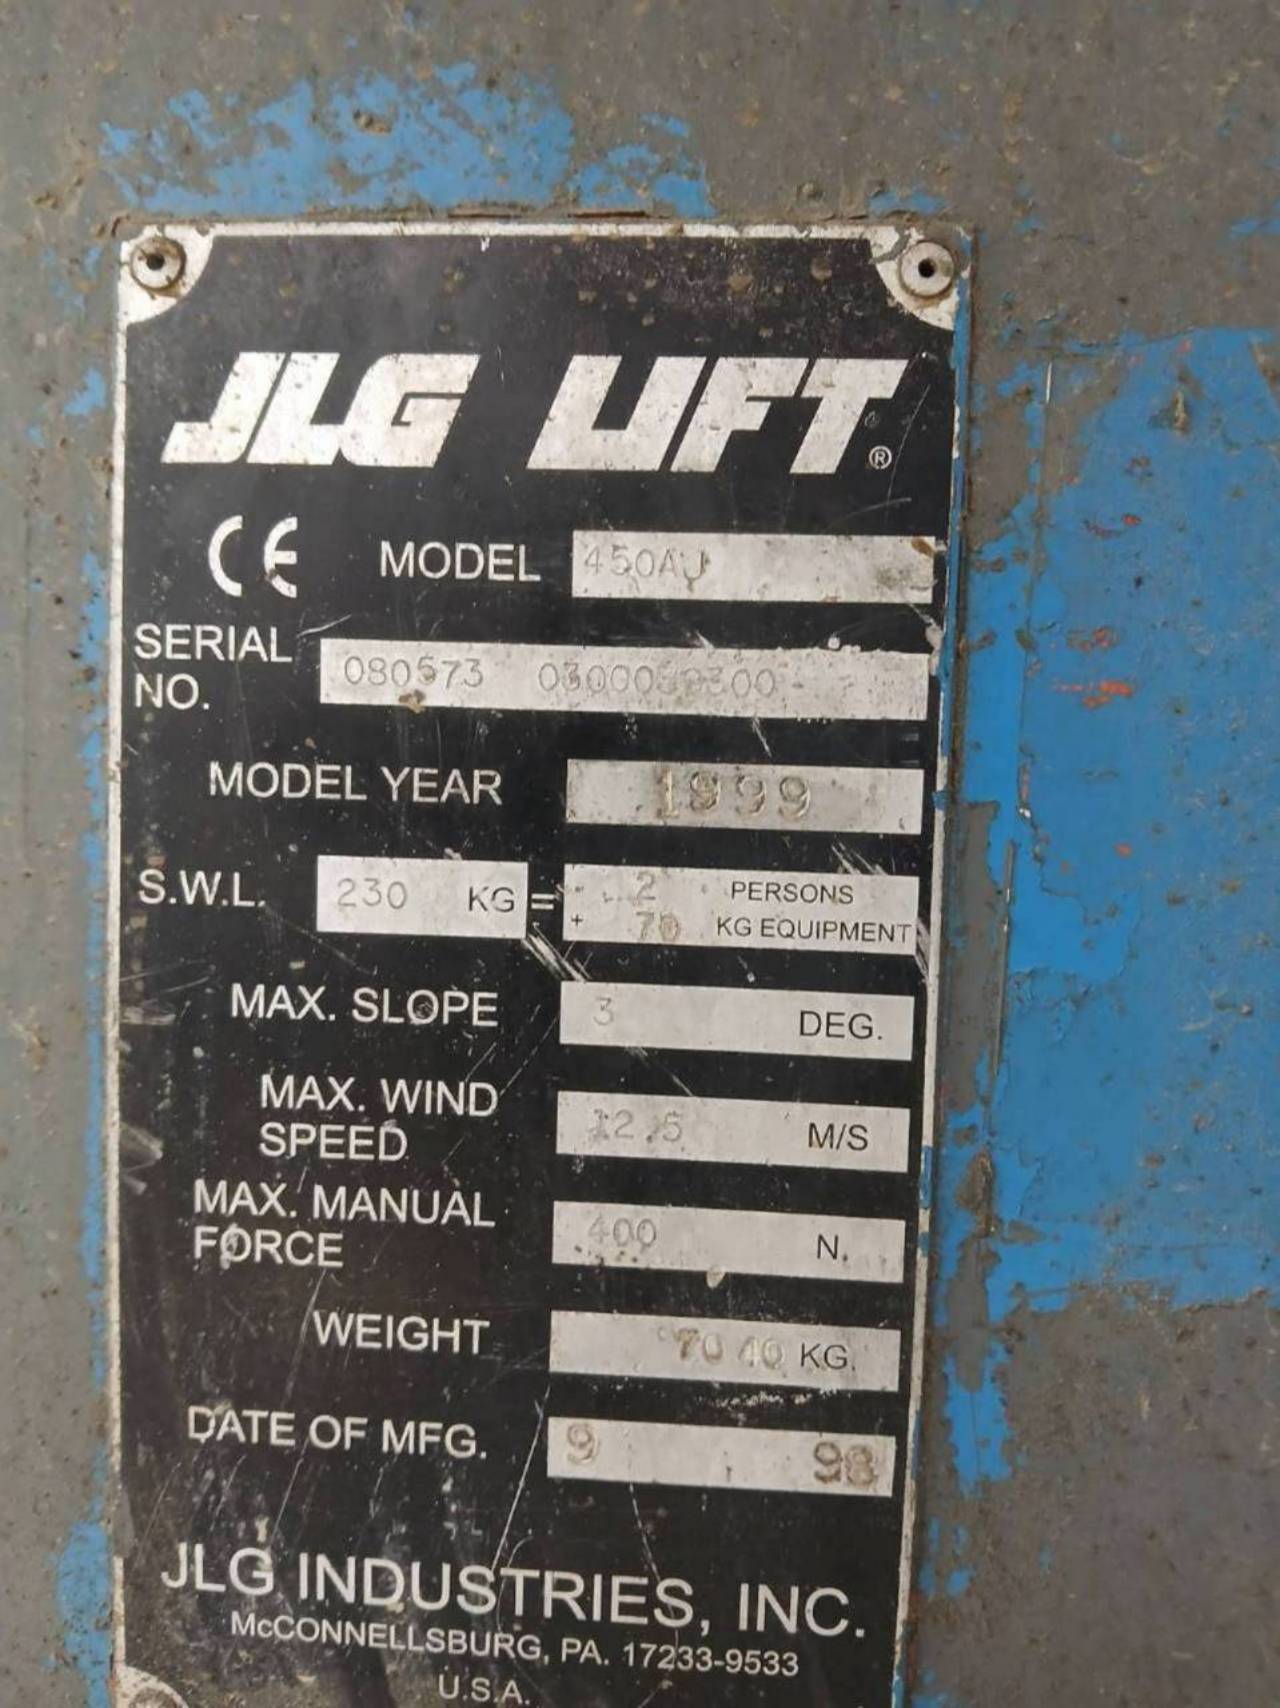 JLG LIFT ®
CE MODEL 450AJ
SERIAL NO. 080573
MODEL YEAR 1999
S.W.L. 230 KG = 2 PERSONS
+ 70 KG EQUIPMENT
MAX. SLOPE 3 DEG.
MAX. WIND SPEED 12.5 M/S
MAX. MANUAL FORCE 400 N.
WEIGHT 7040 KG.
DATE OF MFG. 9 98
JLG INDUSTRIES, INC.
McCONNELLSBURG, PA. 17233-9533
U.S.A.